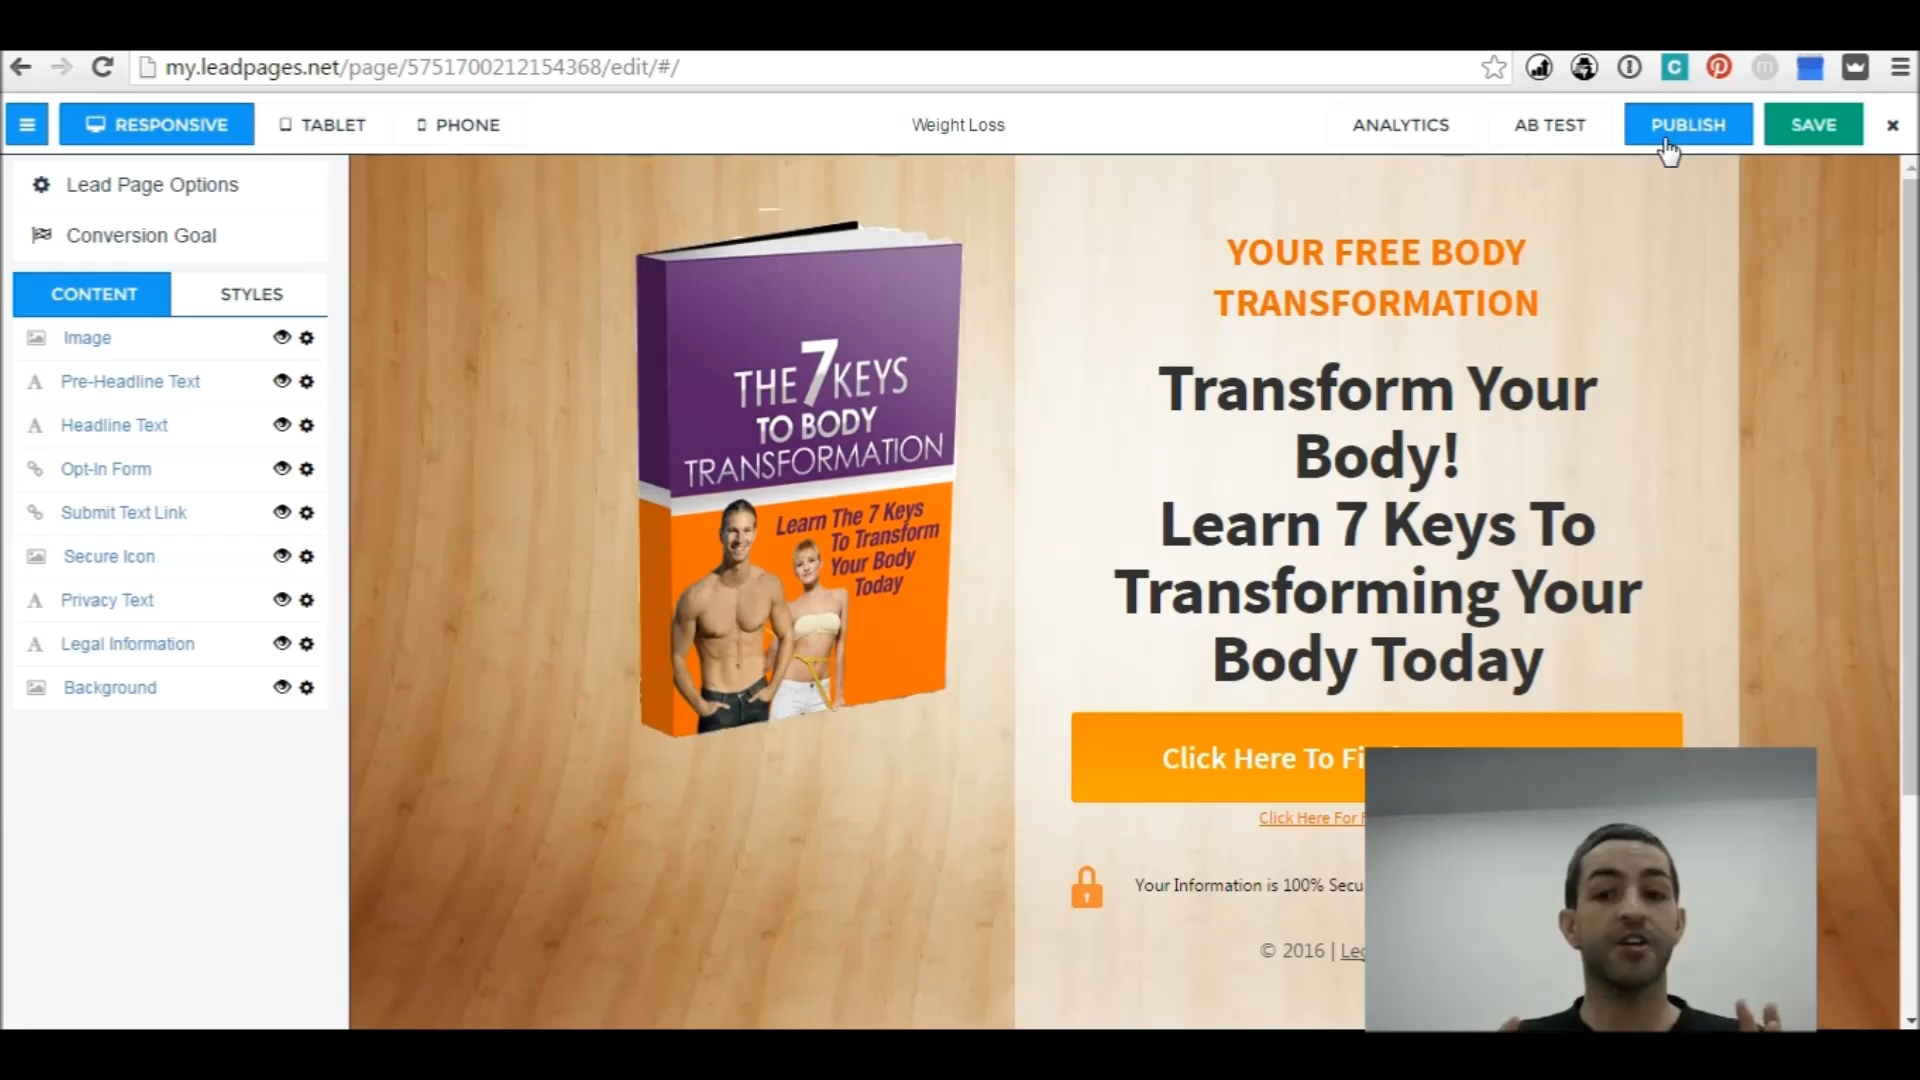 my.leadpages.net/page/5751700212154368/edit/#/
RESPONSIVE
TABLET
PHONE
Weight Loss
ANALYTICS
AB TEST
PUBLISH
SAVE
Lead Page Options
Conversion Goal
CONTENT
STYLES
Image
Pre-Headline Text
Headline Text
Opt-In Form
Submit Text Link
Secure Icon
Privacy Text
Legal Information
Background
THE 7 KEYS
TO BODY
TRANSFORMATION
Learn The 7 Keys
To Transform
Your Body
Today
YOUR FREE BODY
TRANSFORMATION
Transform Your
Body!
Learn 7 Keys To
Transforming Your
Body Today
Click Here To
Click Here For
Your Information is 100%
© 2016 |